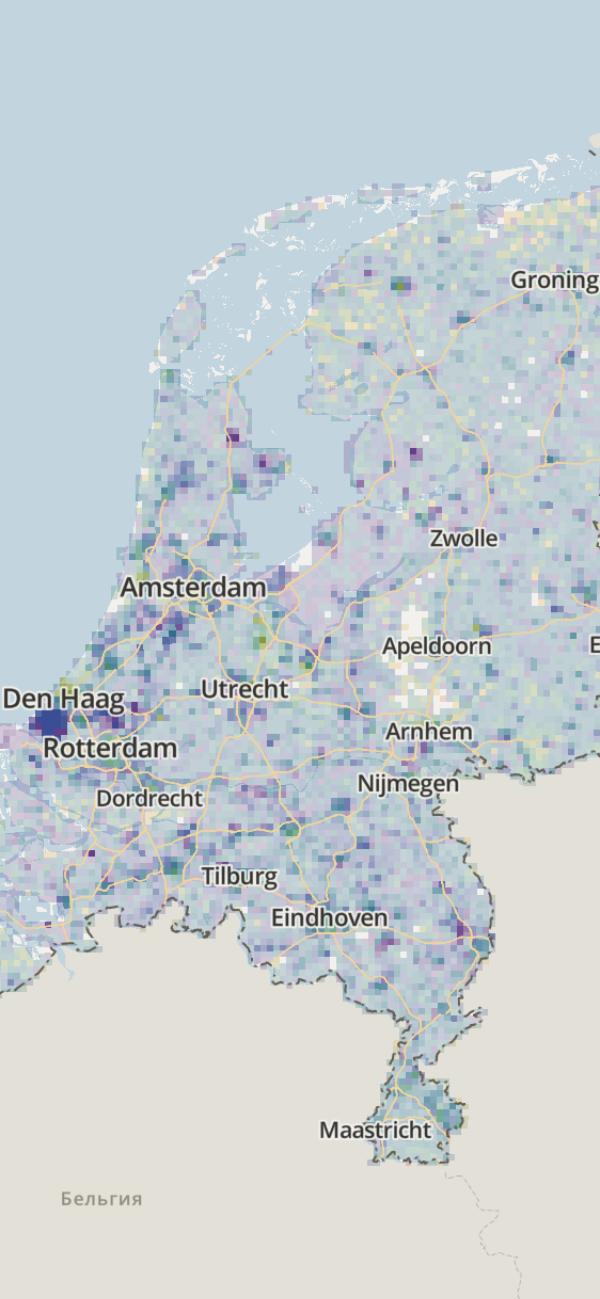 Groning
Zwolle
Amsterdam
Apeldoorn
E
Den Haag
Utrecht
Arnhem
Rotterdam
Nijmegen
Dordrecht
Tilburg
Eindhoven
Maastricht
Бельгия